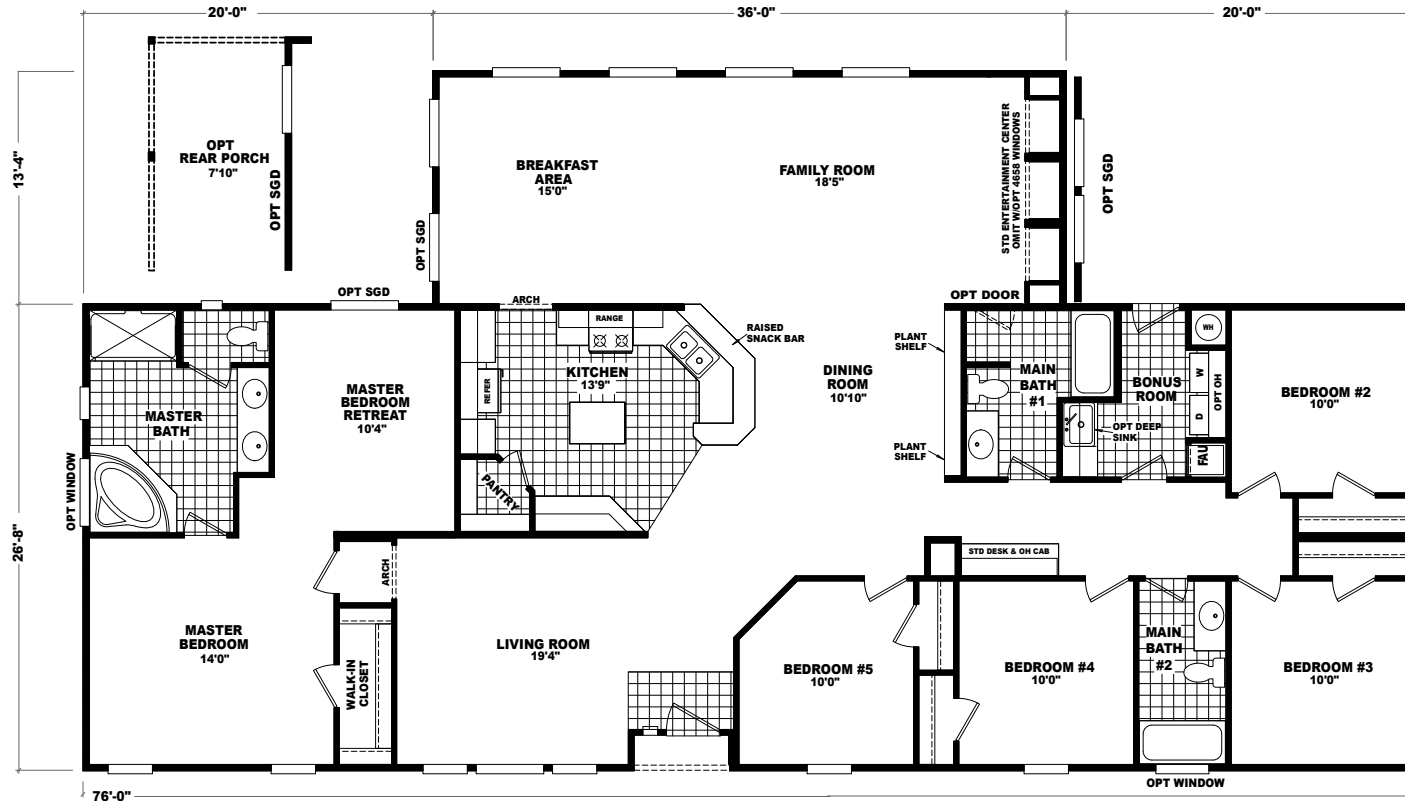 20'-0"
36'-0"
20'-0"
13'-4"
26'-8"
OPT
REAR PORCH
7'10"
OPT SGD
BREAKFAST
AREA
15'0"
FAMILY ROOM
18'5"
STD ENTERTAINMENT CENTER
OMIT W/OPT 4658 WINDOWS
OPT SGD
OPT SGD
OPT SGD
ARCH
OPT DOOR
RANGE
RAISED
SNACK BAR
PLANT
SHELF
WH
KITCHEN
13'9"
REFER
DINING
ROOM
10'10"
MAIN
BATH
#1
BONUS
ROOM
W
D
OPT OH
BEDROOM #2
10'0"
MASTER
BEDROOM
RETREAT
10'4"
MASTER
BATH
OPT DEEP
SINK
PLANT
SHELF
FAU
OPT WINDOW
PANTRY
ARCH
STD DESK & OH CAB
MASTER
BEDROOM
14'0"
WALK-IN
CLOSET
LIVING ROOM
19'4"
BEDROOM #5
10'0"
BEDROOM #4
10'0"
MAIN
BATH
#2
BEDROOM #3
10'0"
OPT WINDOW
76'-0"